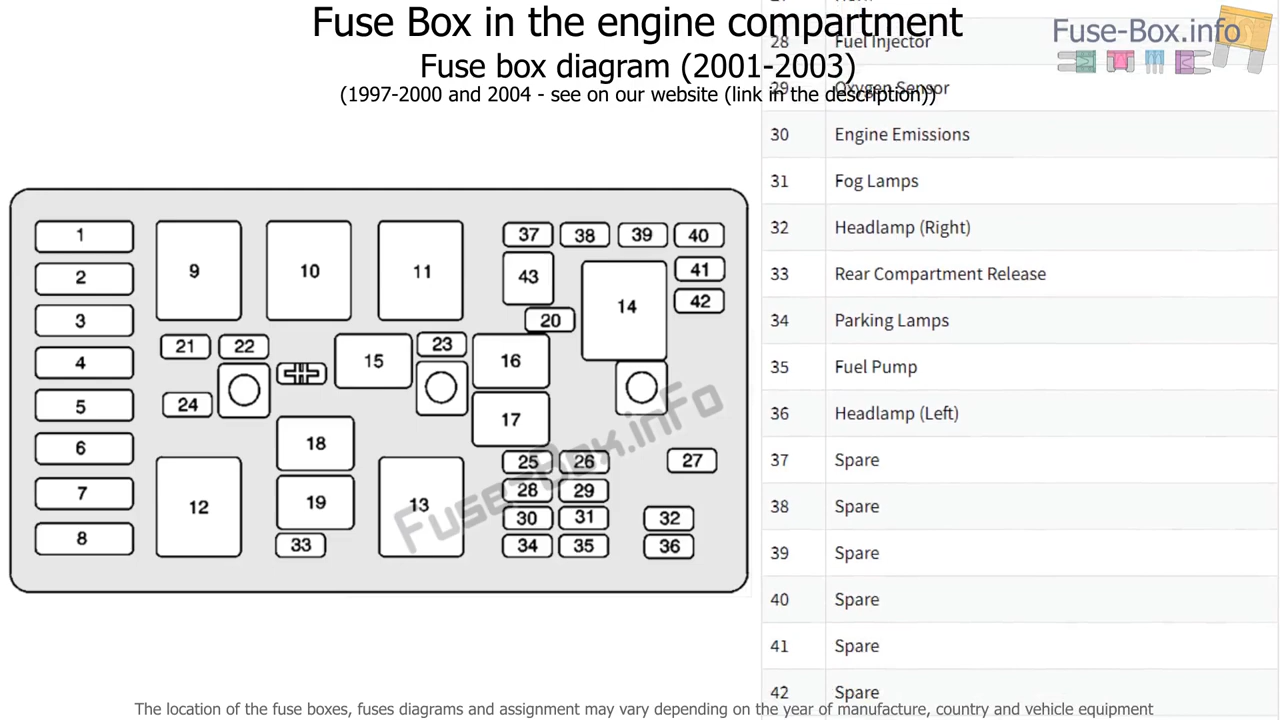 Fuse Box in the engine compartment
Fuse box diagram (2001-2003)
(1997-2000 and 2004 - see on our website (link in the description))
Fuse-Box.info
28 Fuel Injector
29 Oxygen Sensor
30 Engine Emissions
31 Fog Lamps
32 Headlamp (Right)
33 Rear Compartment Release
34 Parking Lamps
35 Fuel Pump
36 Headlamp (Left)
37 Spare
38 Spare
39 Spare
40 Spare
41 Spare
42 Spare
1
2
3
4
5
6
7
8
9
10
11
37 38 39 40
43
41
14
42
20
21 22
15
23
16
24
17
18
12
19
13
33
25 26
27
28 29
30 31
32
34 35
36
Fuse-Box.inFo
The location of the fuse boxes, fuses diagrams and assignment may vary depending on the year of manufacture, country and vehicle equipment